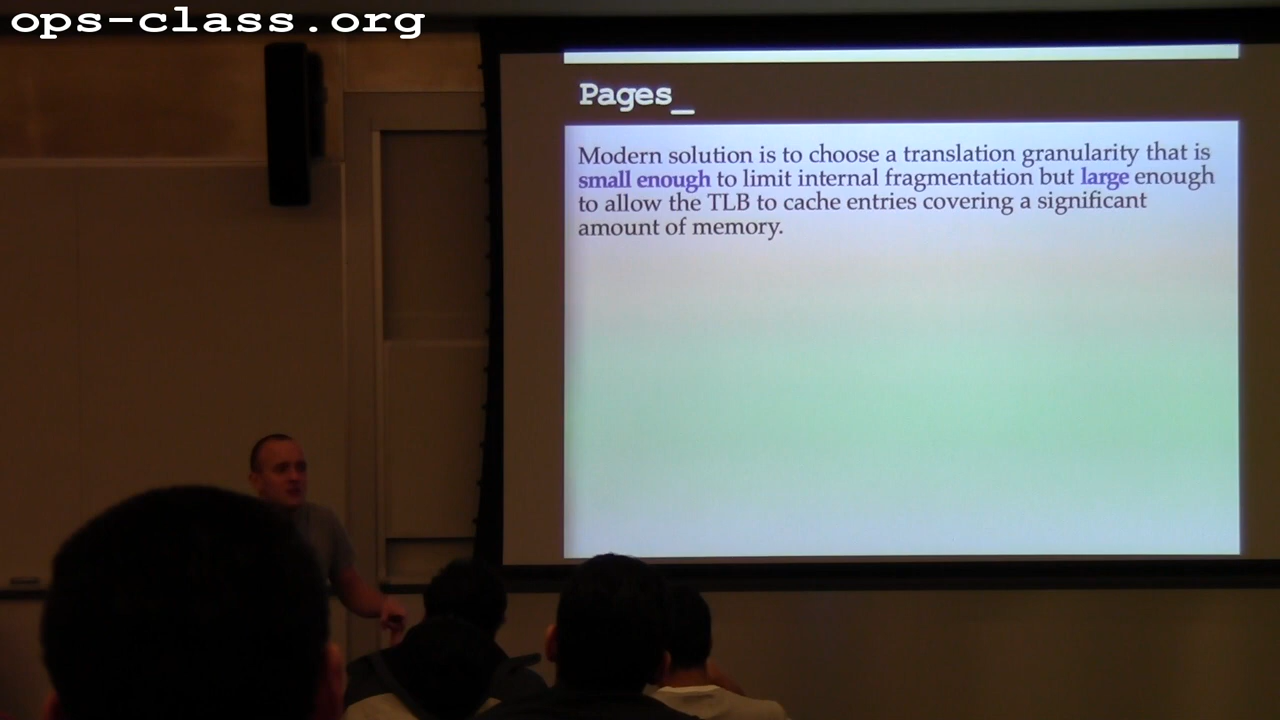 ops-class.org
Pages_
Modern solution is to choose a translation granularity that is
small enough to limit internal fragmentation but large enough
to allow the TLB to cache entries covering a significant
amount of memory.